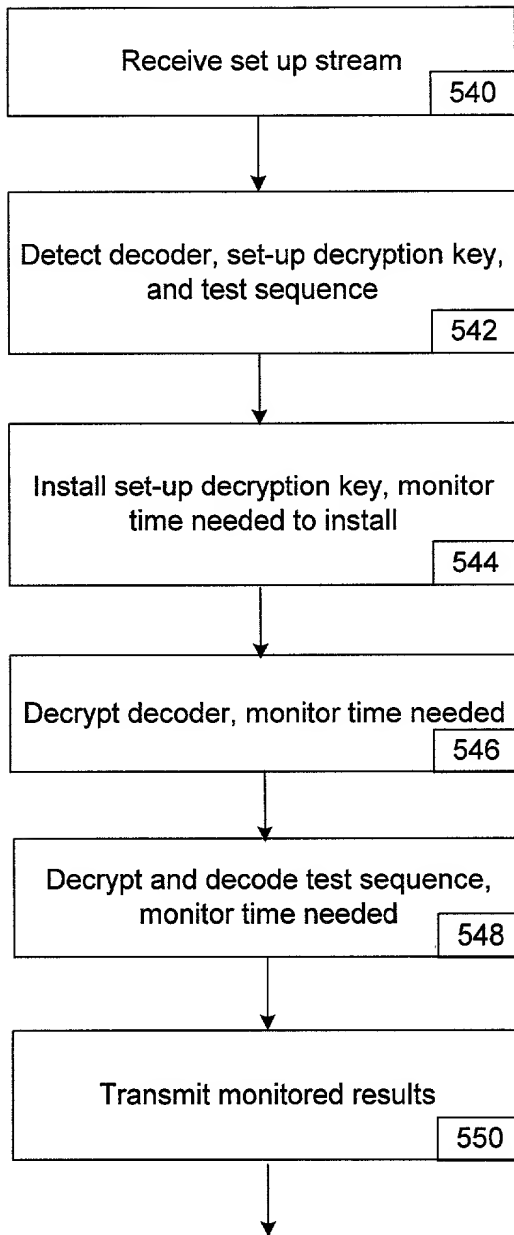 Receive set up stream
540
Detect decoder, set-up decryption key,
and test sequence
542
Install set-up decryption key, monitor
time needed to install
544
Decrypt decoder, monitor time needed
546
Decrypt and decode test sequence,
monitor time needed
548
Transmit monitored results
550